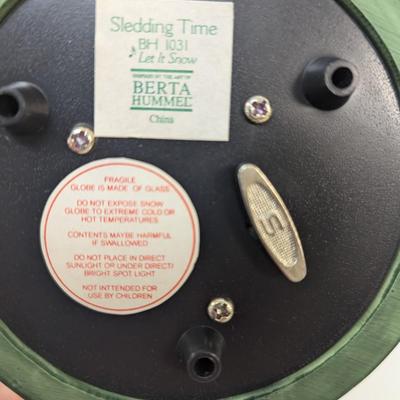 Sledding Time
BH 1031
♪ Let It Snow
INSPIRED BY THE ART OF
BERTA
HUMMEL
China
FRAGILE
GLOBE IS MADE OF GLASS
DO NOT EXPOSE SNOW
GLOBE TO EXTREME COLD OR
HOT TEMPERATURES
CONTENTS MAYBE HARMFUL
IF SWALLOWED
DO NOT PLACE IN DIRECT
SUNLIGHT OR UNDER DIRECT/
BRIGHT SPOT LIGHT
NOT INTTENDED FOR
USE BY CHILDREN
S